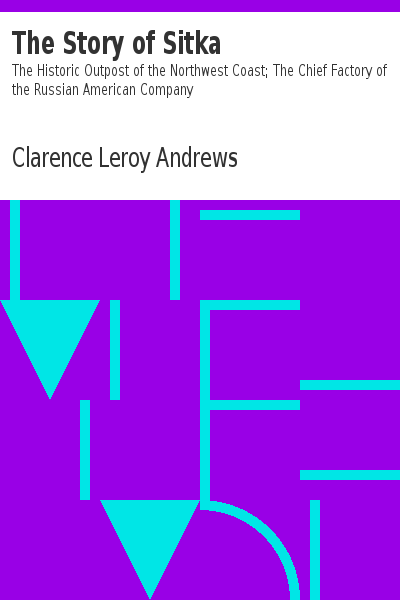 The Story of Sitka
The Historic Outpost of the Northwest Coast; The Chief Factory of
the Russian American Company
Clarence Leroy Andrews